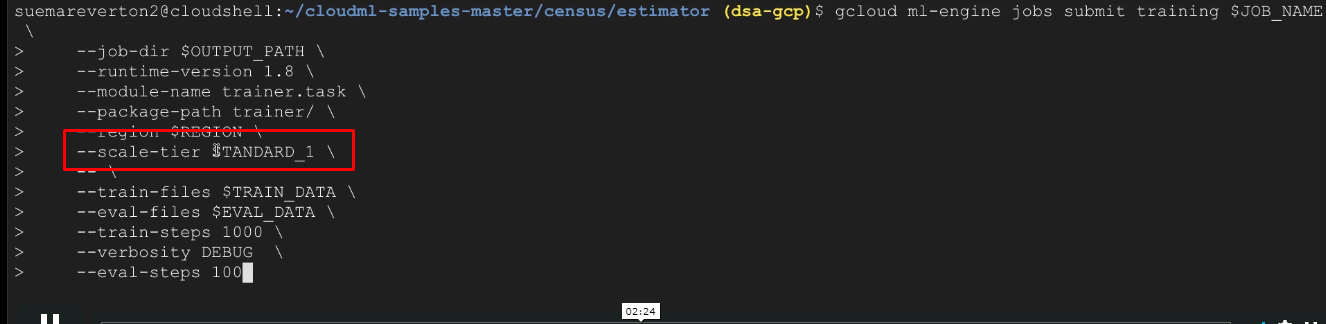 suemareverton2@cloudshell:~/cloudml-samples-master/census/estimator (dsa-gcp)$ gcloud ml-engine jobs submit training $JOB_NAME
\
> --job-dir $OUTPUT_PATH \
> --runtime-version 1.8 \
> --module-name trainer.task \
> --package-path trainer/ \
> --region $REGION \
> --scale-tier STANDARD_1 \
> -- \
> --train-files $TRAIN_DATA \
> --eval-files $EVAL_DATA \
> --train-steps 1000 \
> --verbosity DEBUG \
> --eval-steps 100
02:24